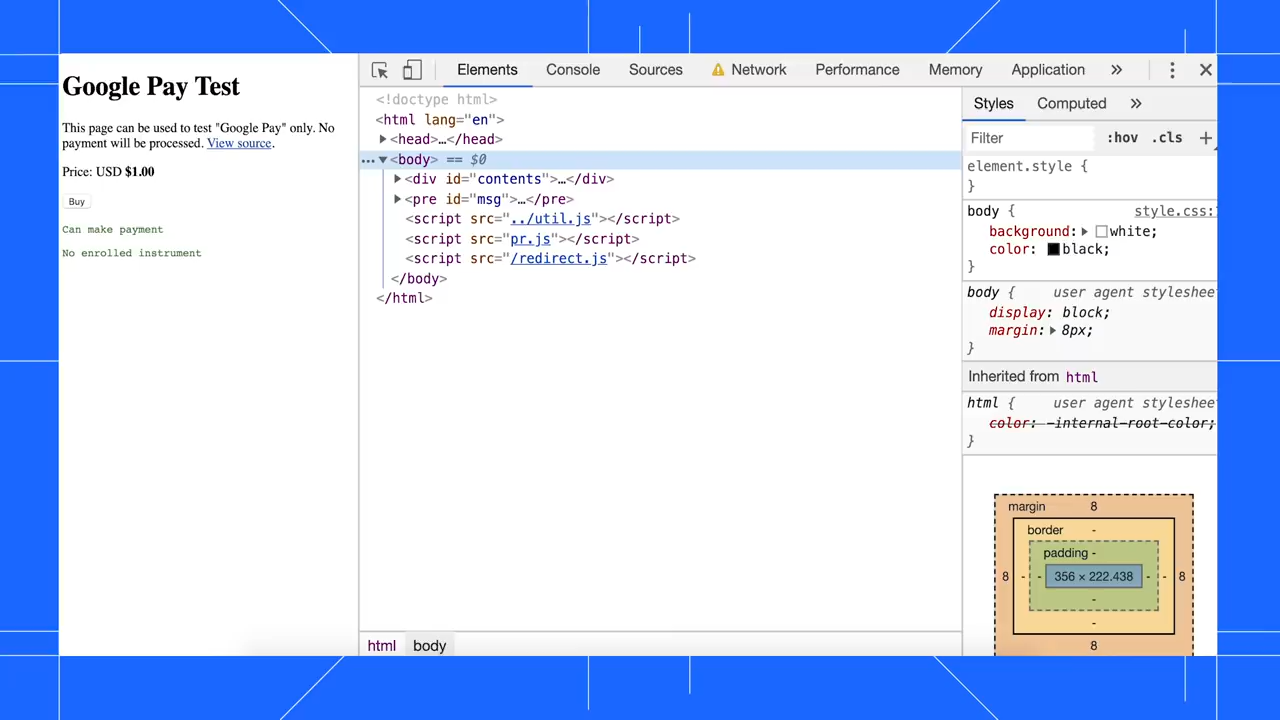 Google Pay Test
This page can be used to test "Google Pay" only. No
payment will be processed. View source.
Price: USD $1.00
Buy
Can make payment
No enrolled instrument
Elements Console Sources Network Performance Memory Application »
<!doctype html>
<html lang="en">
<head>…</head>
… <body> == $0
<div id="contents">…</div>
<pre id="msg">…</pre>
<script src="../util.js"></script>
<script src="pr.js"></script>
<script src="/redirect.js"></script>
</body>
</html>
html body
Styles Computed »
Filter :hov .cls +
element.style {
}
body { style.css:
background: white;
color: black;
}
body { user agent stylesheet
display: block;
margin: 8px;
}
Inherited from html
html { user agent stylesheet
color: -internal-root-color;
}
margin 8
border -
padding -
8 - - 356 × 222.438 - - 8
-
-
8